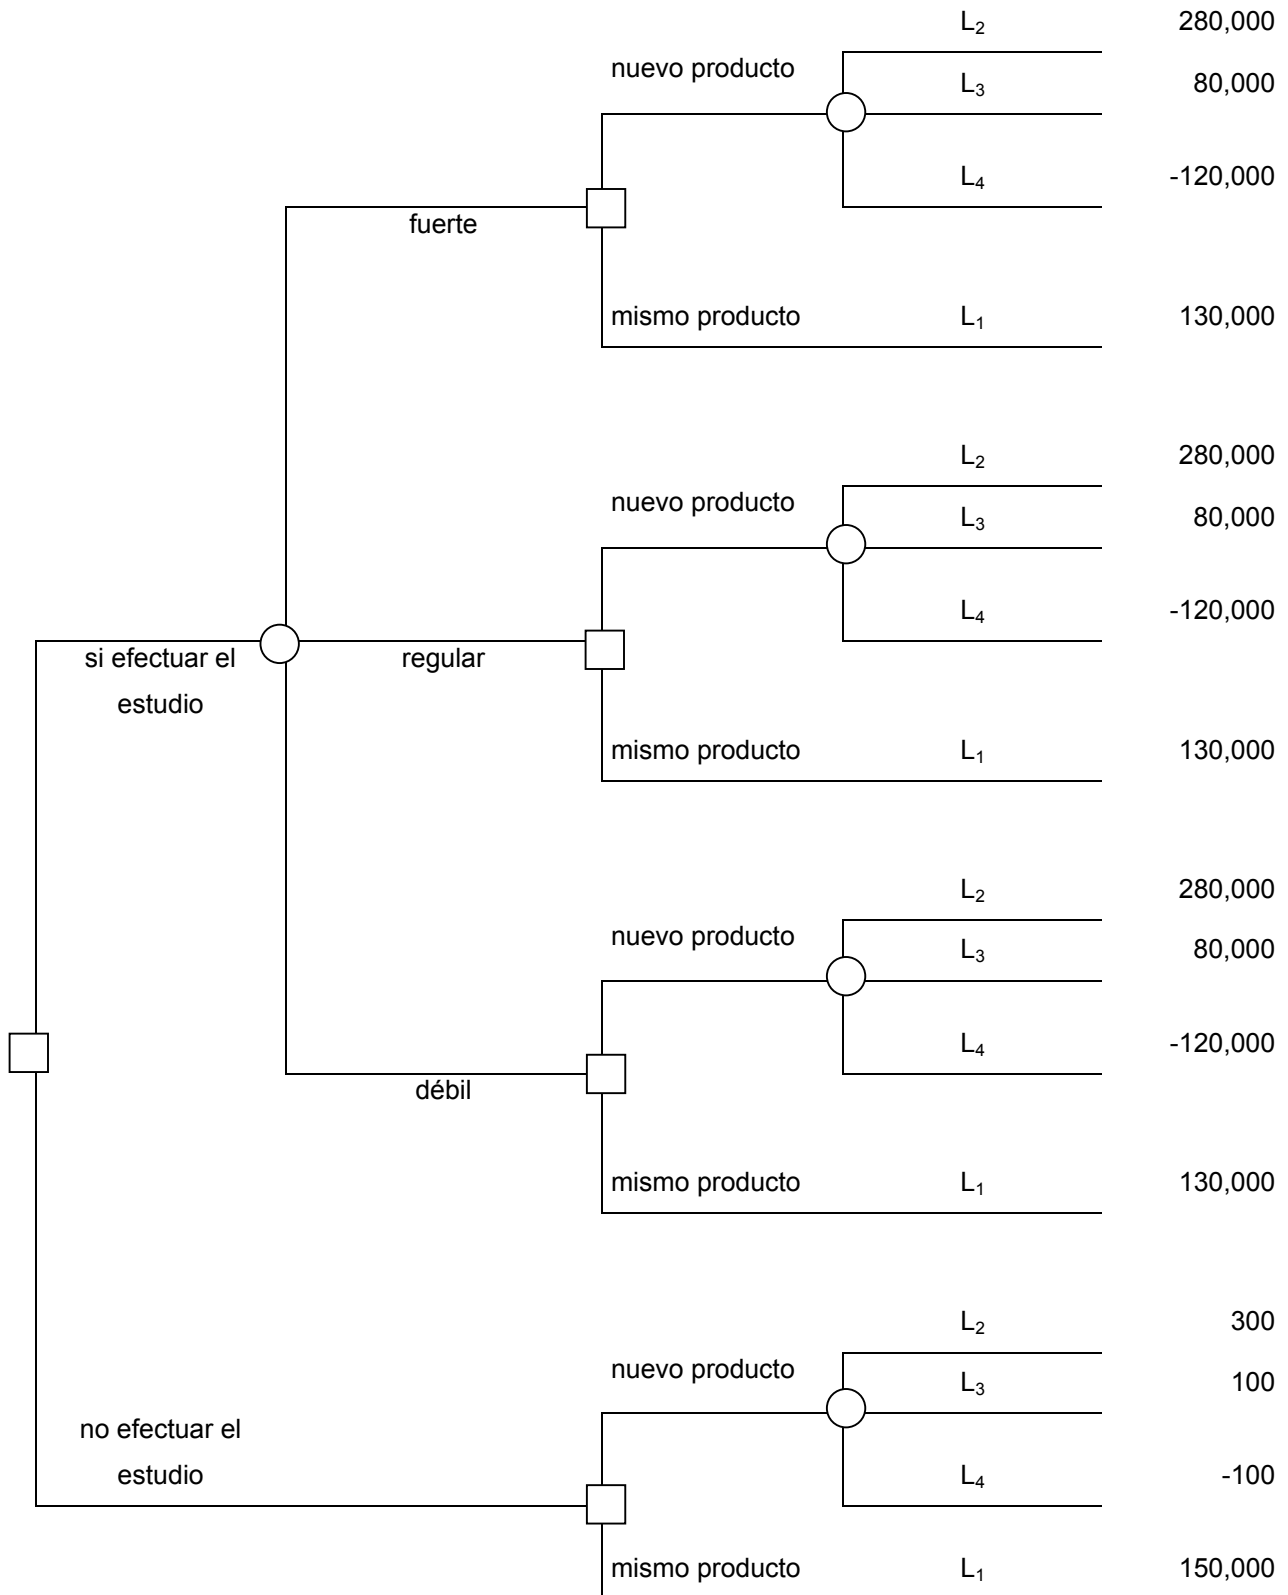 L₂ 280,000
nuevo producto
L₃ 80,000
L₄ -120,000
fuerte
mismo producto L₁ 130,000
L₂ 280,000
nuevo producto
L₃ 80,000
L₄ -120,000
si efectuar el
estudio
regular
mismo producto L₁ 130,000
L₂ 280,000
nuevo producto
L₃ 80,000
L₄ -120,000
débil
mismo producto L₁ 130,000
L₂ 300
nuevo producto
L₃ 100
no efectuar el
estudio
L₄ -100
mismo producto L₁ 150,000